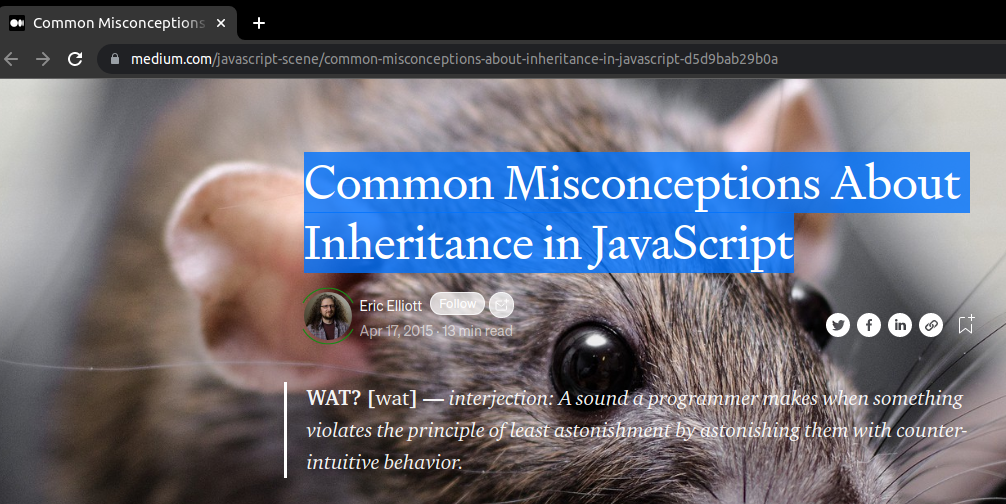 Common Misconceptions
medium.com/javascript-scene/common-misconceptions-about-inheritance-in-javascript-d5d9bab29b0a
Common Misconceptions About
Inheritance in JavaScript
Eric Elliott Follow
Apr 17, 2015 · 13 min read
WAT? [wat] — interjection: A sound a programmer makes when something
violates the principle of least astonishment by astonishing them with counter-
intuitive behavior.